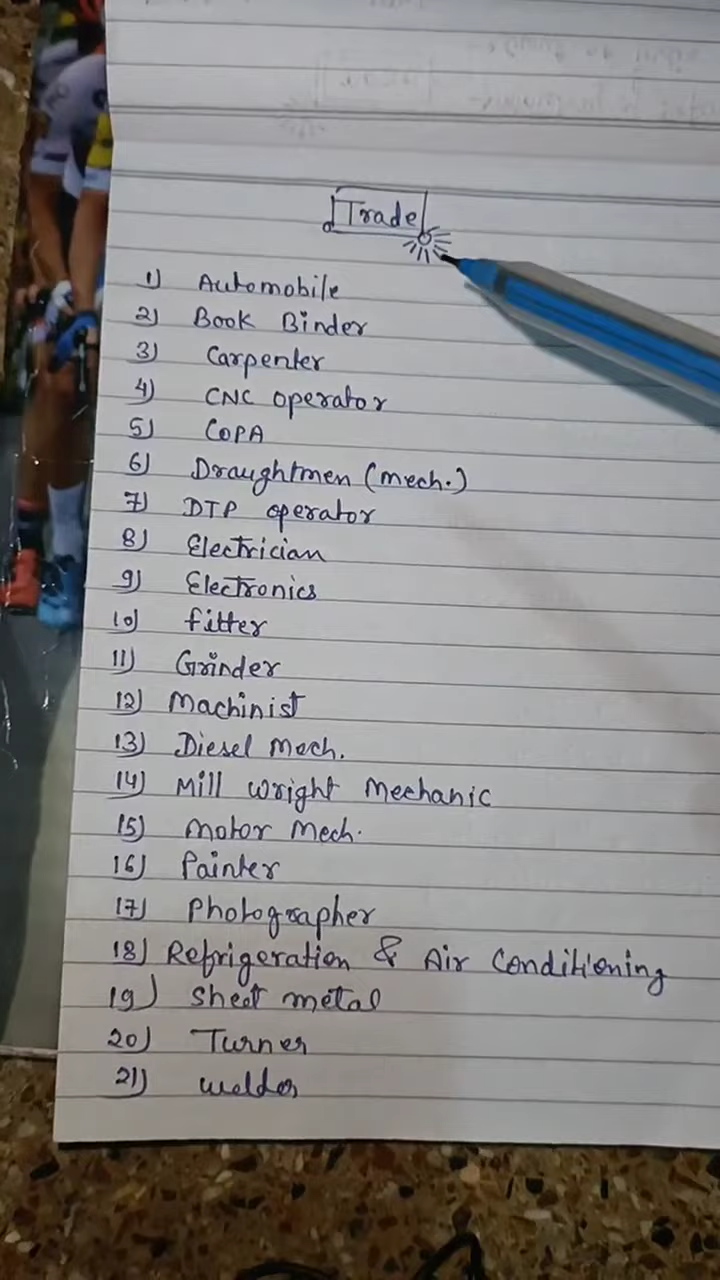 Trade
1) Automobile
2) Book Binder
3) Carpenter
4) CNC operator
5) COPA
6) Draughtmen (mech.)
7) DTP operator
8) Electrician
9) Electronics
10) fitter
11) Grinder
12) Machinist
13) Diesel Mech.
14) Mill wright Mechanic
15) Motor Mech.
16) Painter
17) Photographer
18) Refrigeration & Air Conditioning
19) Sheet metal
20) Turner
21) welder